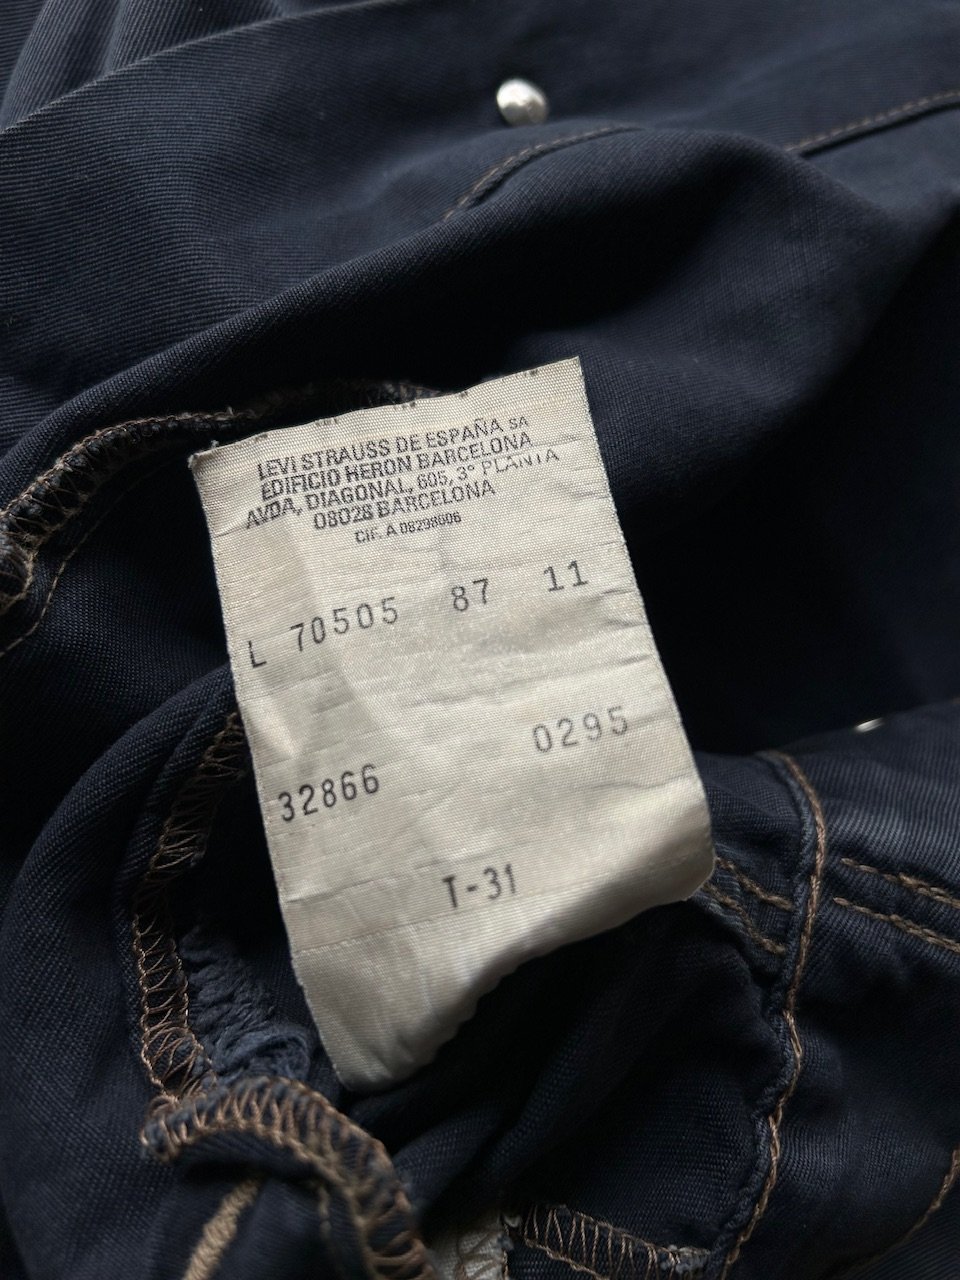 LEVI STRAUSS DE ESPAÑA SA
EDIFICIO HERON BARCELONA
AVDA, DIAGONAL, 605, 3º PLANTA
08028 BARCELONA
CIF. A 08298606
L 70505 87 11
32866 0295
T-31